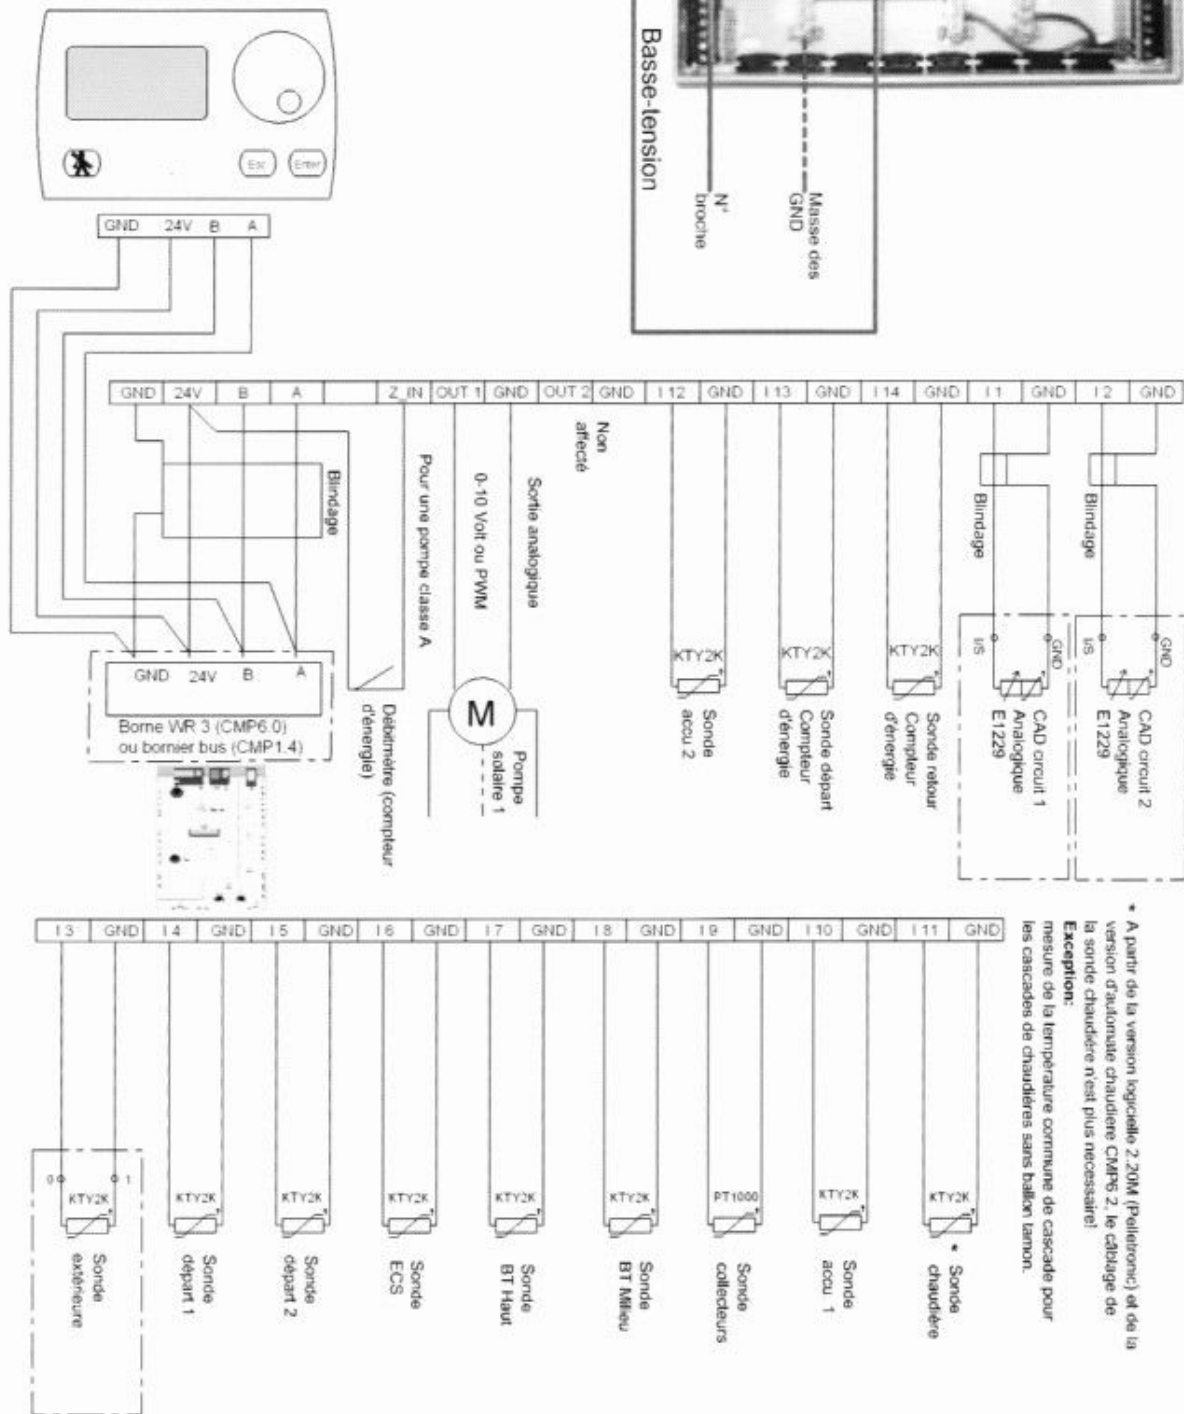 Basse-tension
Masse des
GND
N°
broche
Esc
Enter
GND 24V B A
GND 24V B A Z_IN OUT 1 GND OUT 2 GND I 12 GND I 13 GND I 14 GND I 1 GND I 2 GND
Blindage
Pour une pompe classe A
0-10 Volt ou PWM
Sortie analogique
Non
affecté
Blindage
Blindage
GND 24V B A
Borne WR 3 (CMP6.0)
ou bornier bus (CMP1.4)
Débitmètre (compteur
d'énergie)
M
Pompe
solaire 1
KTY2K
Sonde
accu 2
KTY2K
Sonde départ
Compteur
d'énergie
KTY2K
Sonde retour
Compteur
d'énergie
I/S
GND
CAD circuit 1
Analogique
E1229
I/S
GND
CAD circuit 2
Analogique
E1229
* A partir de la version logicielle 2.20M (Pelletronic) et de la
version d'automate chaudiere CMP6 2, le câblage de
la sonde chaudière n'est plus necessaire!
Exception:
mesure de la température commune de cascade pour
les cascades de chaudières sans ballon tamon.
I 3 GND I 4 GND I 5 GND I 6 GND I 7 GND I 8 GND I 9 GND I 10 GND I 11 GND
0 1
KTY2K
Sonde
extérieure
KTY2K
Sonde
départ 1
KTY2K
Sonde
départ 2
KTY2K
Sonde
ECS
KTY2K
Sonde
BT Haut
KTY2K
Sonde
BT Milieu
PT1000
Sonde
collecteurs
KTY2K
Sonde
accu 1
KTY2K
* Sonde
chaudière